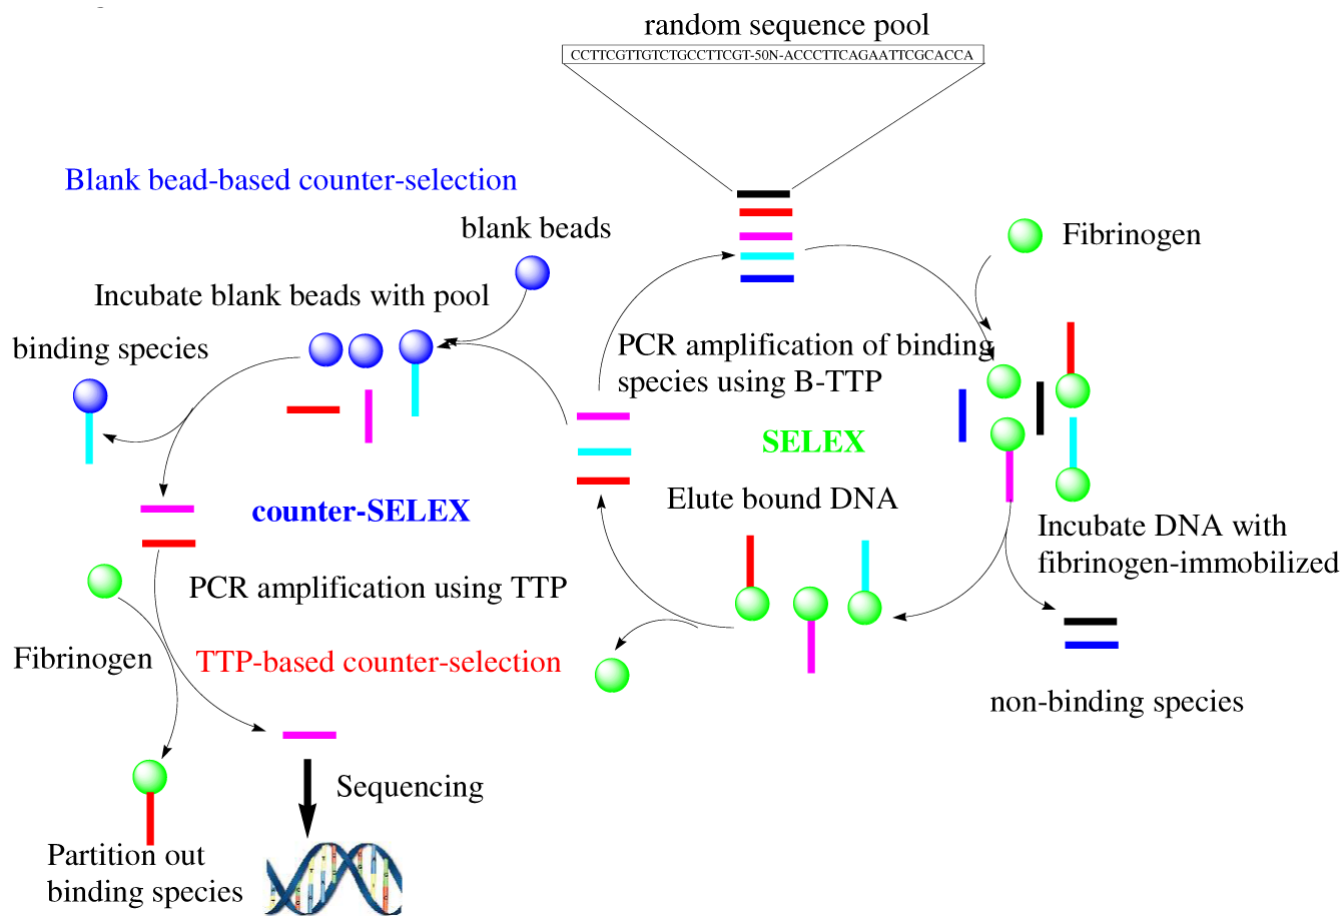 random sequence pool
CCTTCGTTGTCTGCCTTCGT-50N-ACCCTTCAGAATTCGCACCA
Blank bead-based counter-selection
blank beads
Fibrinogen
Incubate blank beads with pool
binding species
PCR amplification of binding
species using B-TTP
SELEX
counter-SELEX
Elute bound DNA
Incubate DNA with
fibrinogen-immobilized
PCR amplification using TTP
Fibrinogen
TTP-based counter-selection
non-binding species
Sequencing
Partition out
binding species